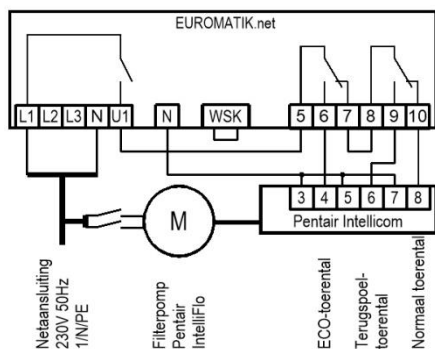 EUROMATIK.net
L1 L2 L3 N U1 N WSK 5 6 7 8 9 10
3 4 5 6 7 8
Pentair Intellicom
M
Netaansluiting
230V 50Hz
1/N/PE
Filterpomp
Pentair
IntelliFlo
ECO-toerental
Terugspoel-
toerental
Normaal toerental